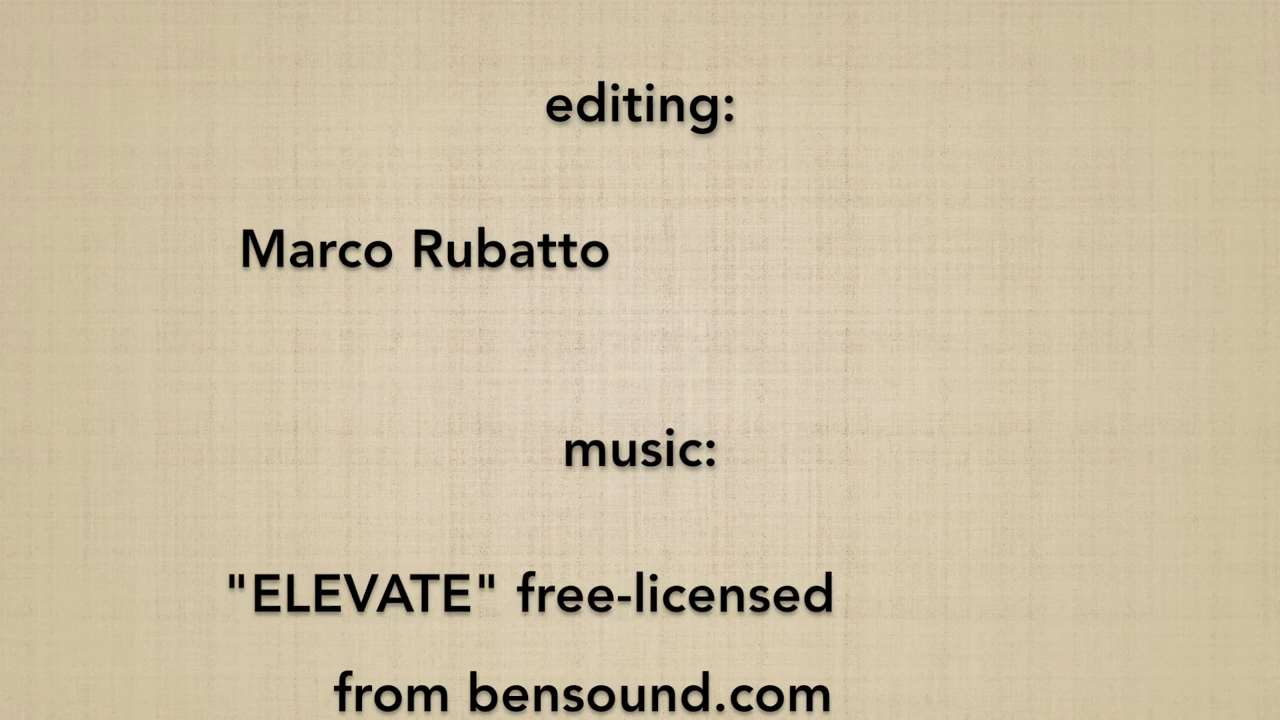 editing:
Marco Rubatto
music:
"ELEVATE" free-licensed
from bensound.com